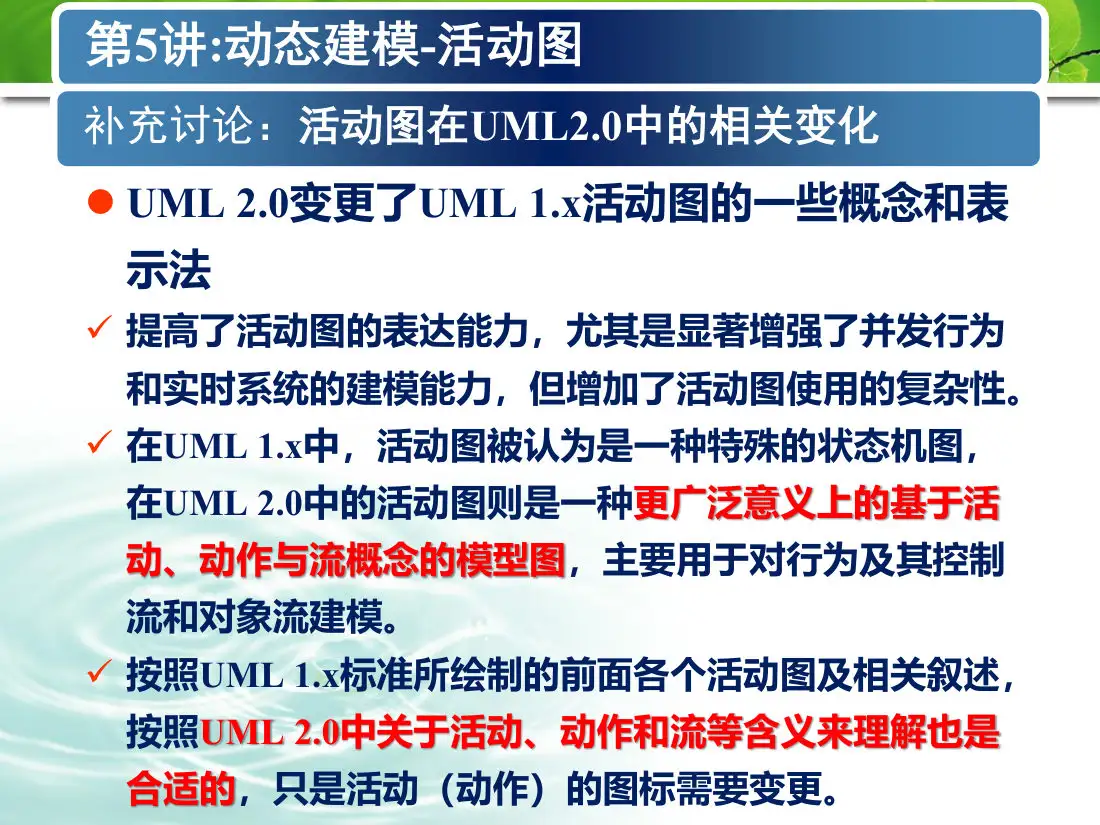 第5讲:动态建模-活动图
补充讨论：活动图在UML2.0中的相关变化
UML 2.0变更了UML 1.x活动图的一些概念和表
示法
提高了活动图的表达能力，尤其是显著增强了并发行为
和实时系统的建模能力，但增加了活动图使用的复杂性。
在UML 1.x中，活动图被认为是一种特殊的状态机图，
在UML 2.0中的活动图则是一种更广泛意义上的基于活
动、动作与流概念的模型图，主要用于对行为及其控制
流和对象流建模。
按照UML 1.x标准所绘制的前面各个活动图及相关叙述，
按照UML 2.0中关于活动、动作和流等含义来理解也是
合适的，只是活动（动作）的图标需要变更。